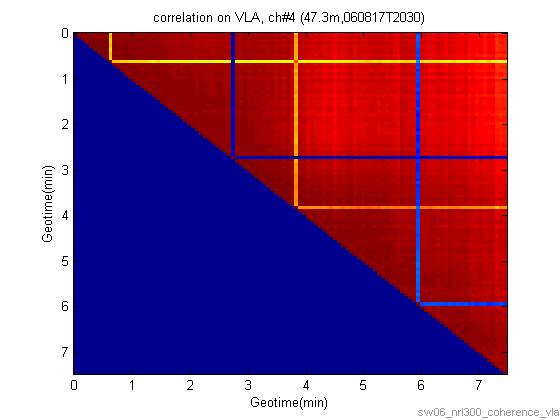 correlation on VLA, ch#4 (47.3m,060817T2030)
0
1
2
3
4
5
6
7
Geotime(min)
0 1 2 3 4 5 6 7
Geotime(min)
sw06_nrl300_coherence_vla